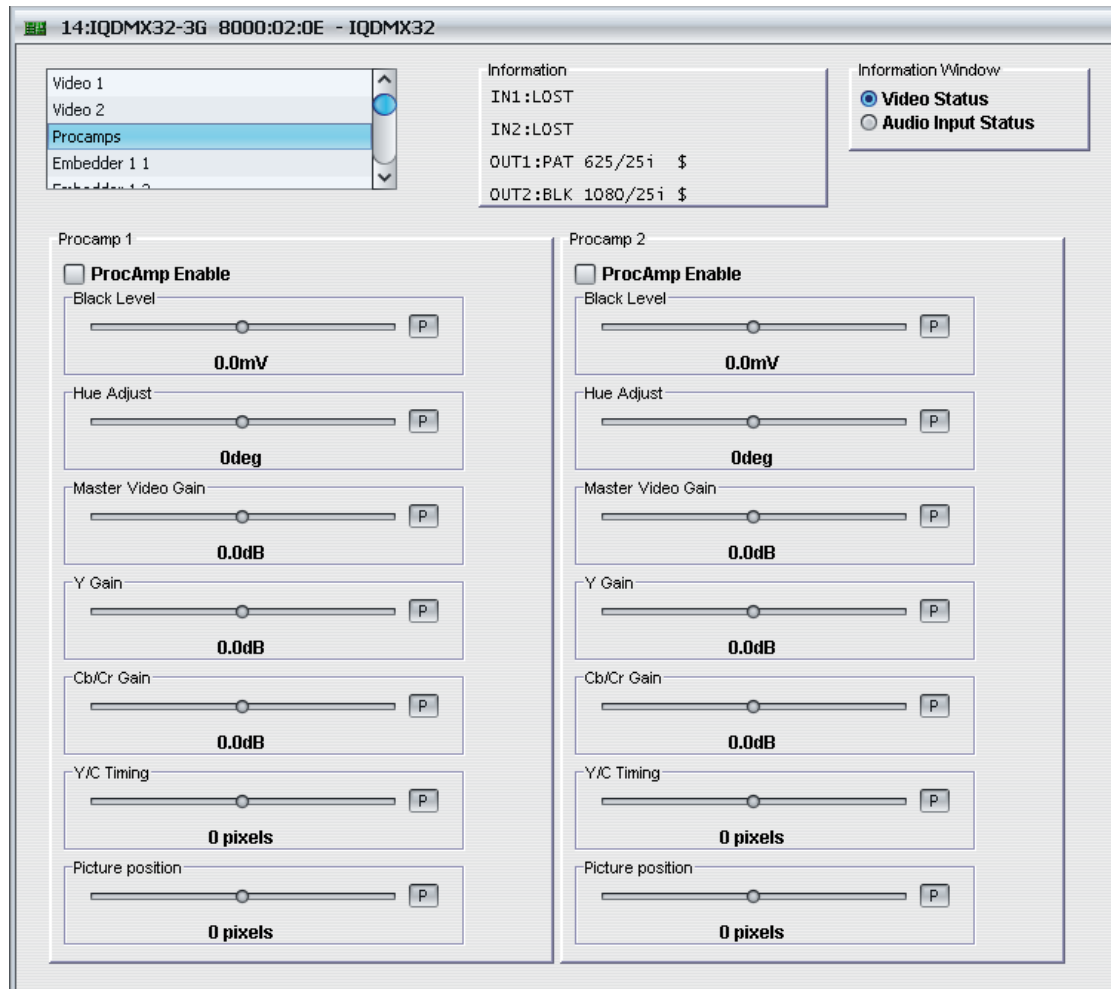 14:IQDMX32-3G 8000:02:0E - IQDMX32
Video 1
Video 2
Procamps
Embedder 1 1
Information
IN1:LOST
IN2:LOST
OUT1:PAT 625/25i $
OUT2:BLK 1080/25i $
Information Window
Video Status
Audio Input Status
Procamp 1
ProcAmp Enable
Black Level
P
0.0mV
Hue Adjust
P
0deg
Master Video Gain
P
0.0dB
Y Gain
P
0.0dB
Cb/Cr Gain
P
0.0dB
Y/C Timing
P
0 pixels
Picture position
P
0 pixels
Procamp 2
ProcAmp Enable
Black Level
P
0.0mV
Hue Adjust
P
0deg
Master Video Gain
P
0.0dB
Y Gain
P
0.0dB
Cb/Cr Gain
P
0.0dB
Y/C Timing
P
0 pixels
Picture position
P
0 pixels